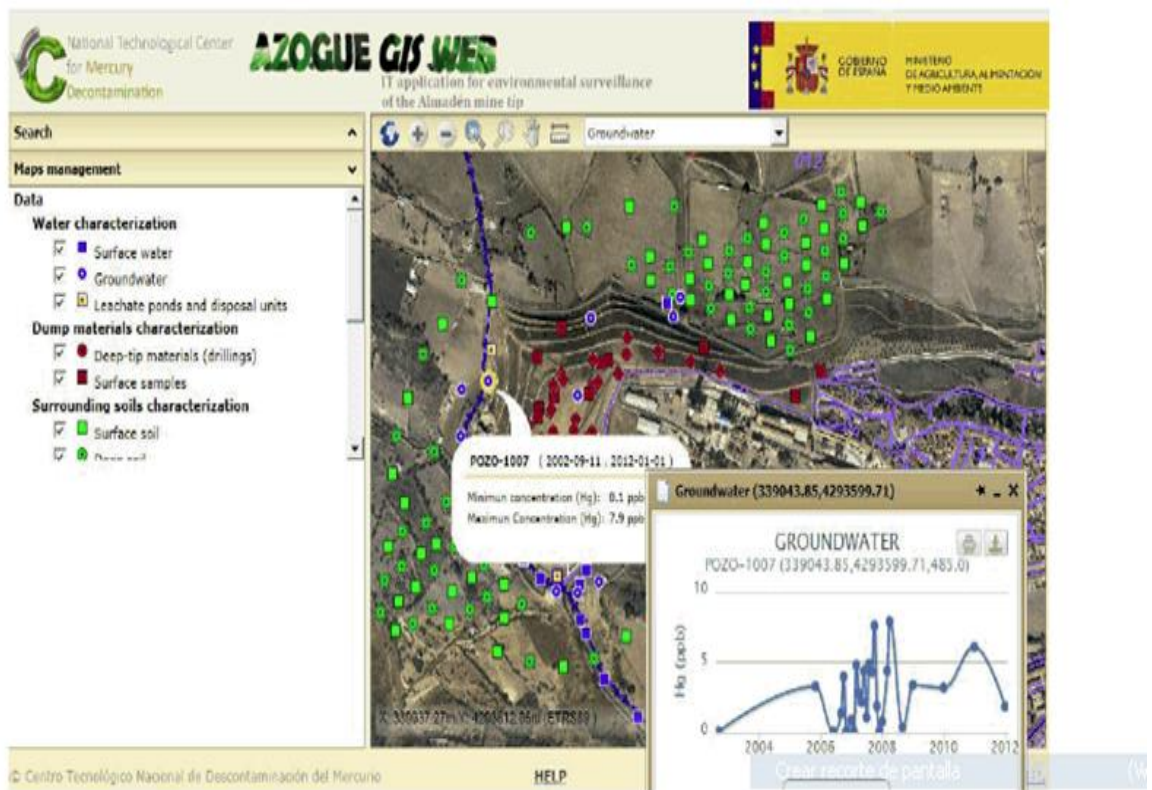 National Technological Center
for Mercury
Decontamination
AZOGUE GIS WEB
IT application for environmental surveillance
of the Almadén mine tip
GOBIERNO
DE ESPAÑA
MINISTERIO
DE AGRICULTURA, ALIMENTACIÓN
Y MEDIO AMBIENTE
Search
Groundwater
Maps management
Data
Water characterization
Surface water
Groundwater
Leachate ponds and disposal units
Dump materials characterization
Deep-tip materials (drillings)
Surface samples
Surrounding soils characterization
Surface soil
Deep soil
POZO-1007 ( 2002-09-11 , 2012-01-01 )
Minimun concentration (Hg): 0.1 ppb
Maximun Concentration (Hg): 7.9 ppb
Groundwater (339043.85,4293599.71)
GROUNDWATER
POZO-1007 (339043.85,4293599.71,485.0)
10
5
0
Hg (ppb)
2004 2006 2008 2010 2012
(ETRS89 )
© Centro Tecnológico Nacional de Descontaminación del Mercurio
HELP
Crear recorte de pantalla